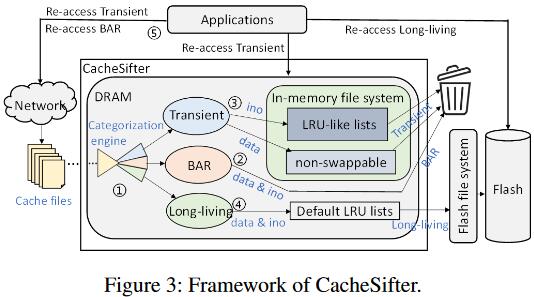 Applications
Re-access Transient
Re-access BAR
⑤
Re-access Transient
Re-access Long-living
CacheSifter
DRAM
Network
Cache files
Categorization
engine
①
Transient
③
ino
data
BAR
②
data & ino
Long-living
④
data & ino
In-memory file system
LRU-like lists
non-swappable
Default LRU lists
Transient
BAR
Long-living
Flash file system
Flash
Figure 3: Framework of CacheSifter.